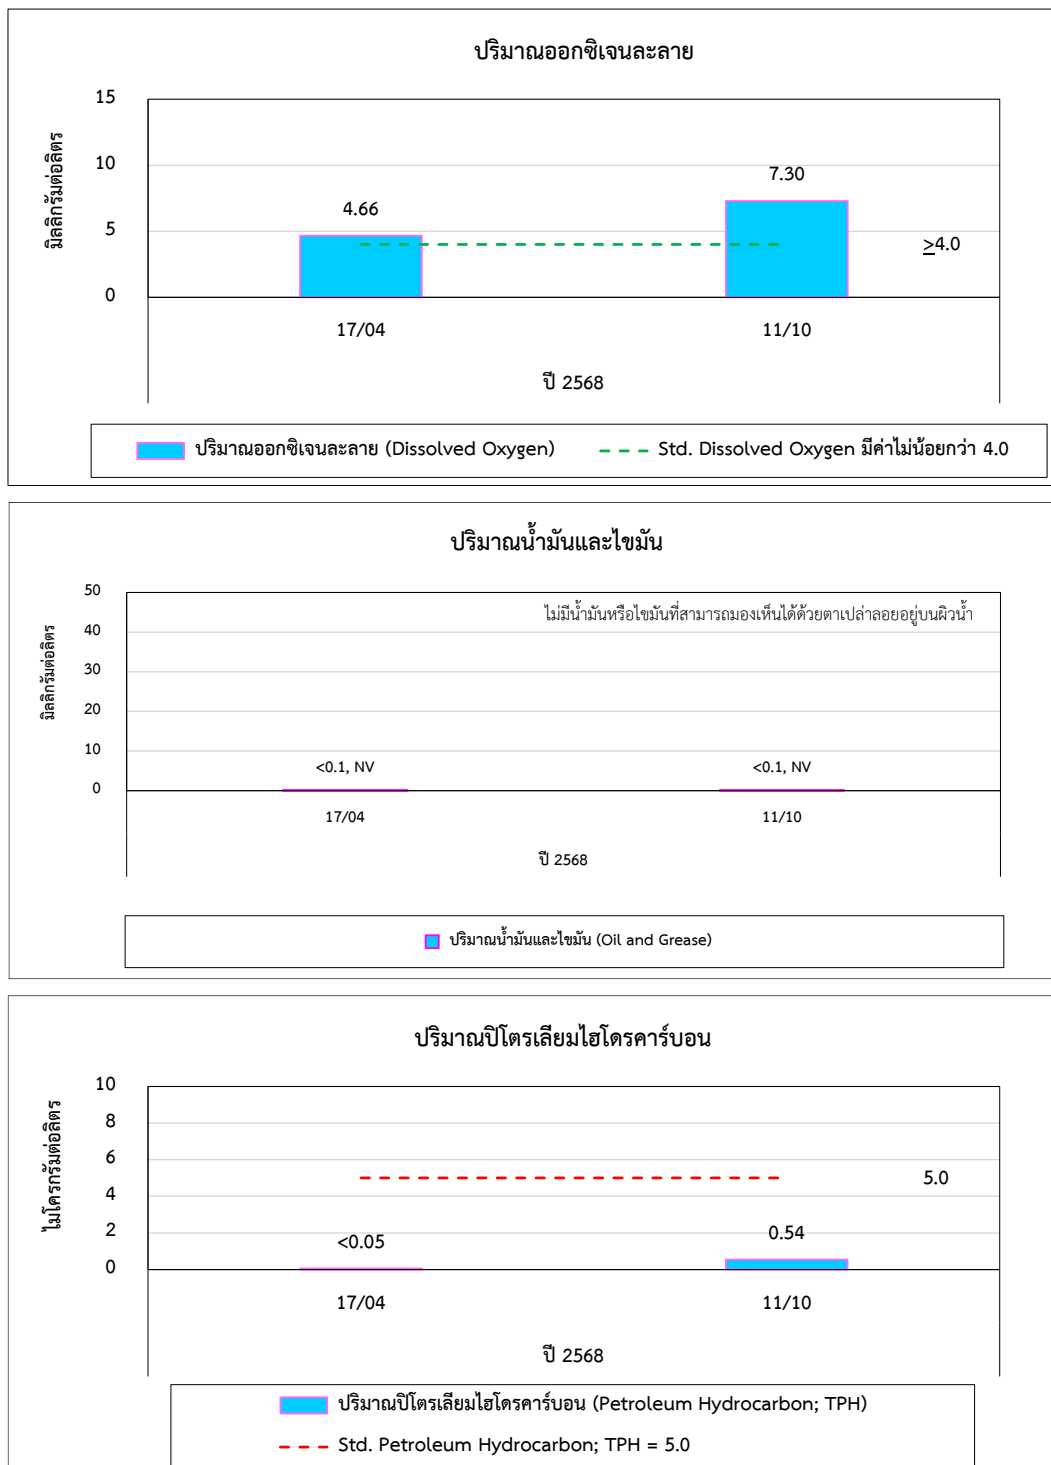 ปริมาณออกซิเจนละลาย
มิลลิกรัมต่อลิตร
15
10
5
0
4.66
7.30
≥4.0
17/04
11/10
ปี 2568
ปริมาณออกซิเจนละลาย (Dissolved Oxygen)
Std. Dissolved Oxygen มีค่าไม่น้อยกว่า 4.0
ปริมาณน้ำมันและไขมัน
มิลลิกรัมต่อลิตร
50
40
30
20
10
0
ไม่มีน้ำมันหรือไขมันที่สามารถมองเห็นได้ด้วยตาเปล่าลอยอยู่บนผิวน้ำ
<0.1, NV
<0.1, NV
17/04
11/10
ปี 2568
ปริมาณน้ำมันและไขมัน (Oil and Grease)
ปริมาณปิโตรเลียมไฮโดรคาร์บอน
ไมโครกรัมต่อลิตร
10
8
6
4
2
0
5.0
<0.05
0.54
17/04
11/10
ปี 2568
ปริมาณปิโตรเลียมไฮโดรคาร์บอน (Petroleum Hydrocarbon; TPH)
Std. Petroleum Hydrocarbon; TPH = 5.0